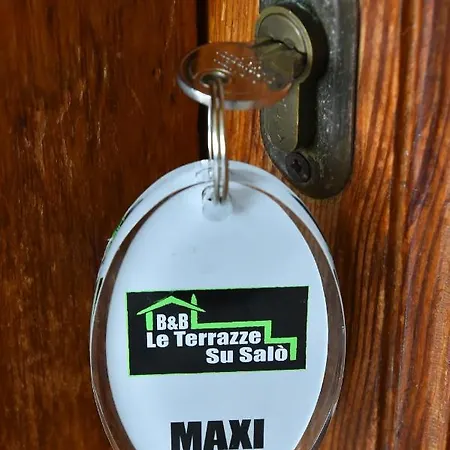 B&B
Le Terrazze
Su Salò
MAXI